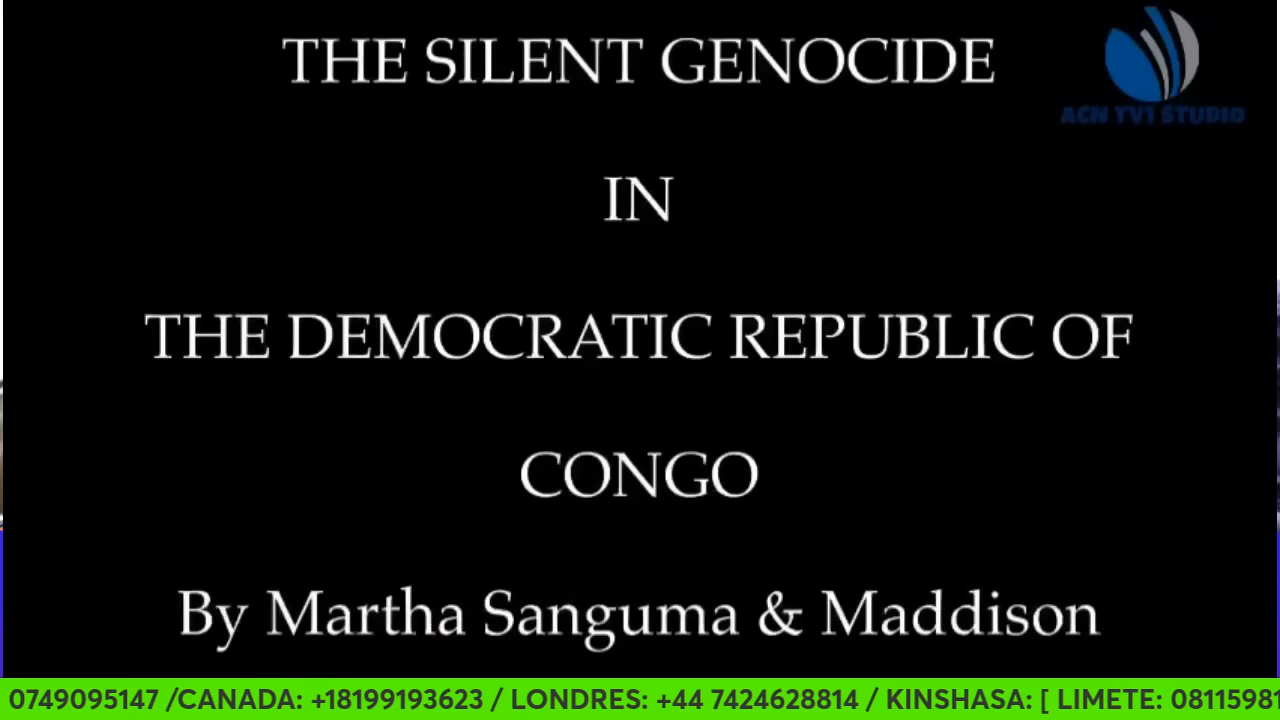 THE SILENT GENOCIDE
ACN TV1 STUDIO
IN
THE DEMOCRATIC REPUBLIC OF
CONGO
By Martha Sanguma & Maddison
0749095147 /CANADA: +18199193623 / LONDRES: +44 7424628814 / KINSHASA: [ LIMETE: 08115981